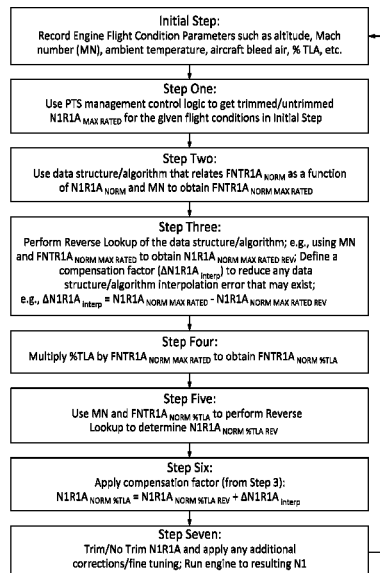 Initial Step:
Record Engine Flight Condition Parameters such as altitude, Mach
number (MN), ambient temperature, aircraft bleed air, % TLA, etc.
Step One:
Use PTS management control logic to get trimmed/untrimmed
N1R1A MAX RATED for the given flight conditions in Initial Step
Step Two:
Use data structure/algorithm that relates FNTR1A NORM as a function
of N1R1A NORM and MN to obtain FNTR1A NORM MAX RATED
Step Three:
Perform Reverse Lookup of the data structure/algorithm; e.g., using MN
and FNTR1A NORM MAX RATED to obtain N1R1A NORM MAX RATED REV; Define a
compensation factor (ΔN1R1A interp) to reduce any data
structure/algorithm interpolation error that may exist;
e.g., ΔN1R1A interp = N1R1A NORM MAX RATED - N1R1A NORM MAX RATED REV
Step Four:
Multiply %TLA by FNTR1A NORM MAX RATED to obtain FNTR1A NORM %TLA
Step Five:
Use MN and FNTR1A NORM %TLA to perform Reverse
Lookup to determine N1R1A NORM %TLA REV
Step Six:
Apply compensation factor (from Step 3):
N1R1A NORM %TLA = N1R1A NORM %TLA REV + ΔN1R1A interp
Step Seven:
Trim/No Trim N1R1A and apply any additional
corrections/fine tuning; Run engine to resulting N1